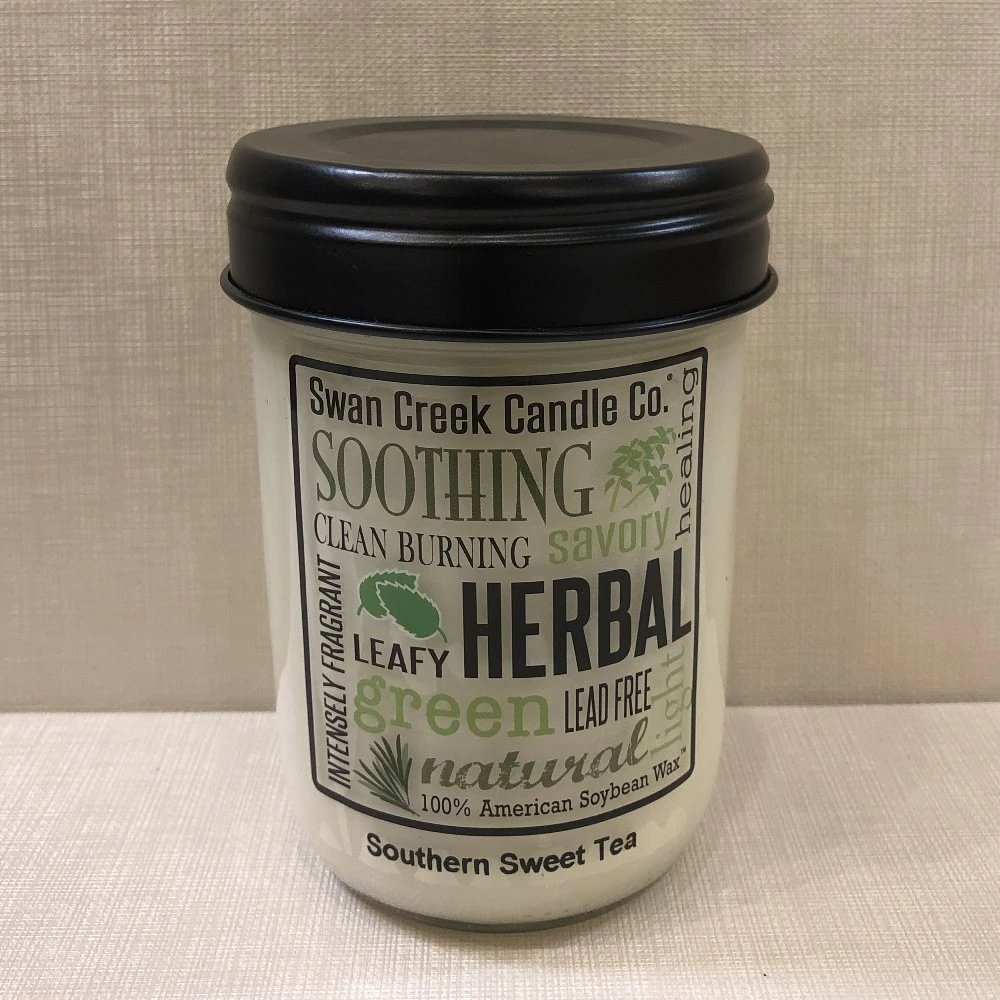 Swan Creek Candle Co.®
SOOTHING
healing
CLEAN BURNING
savory
INTENSELY FRAGRANT
LEAFY
HERBAL
green
LEAD FREE
light
natural
100% American Soybean Wax™
Southern Sweet Tea